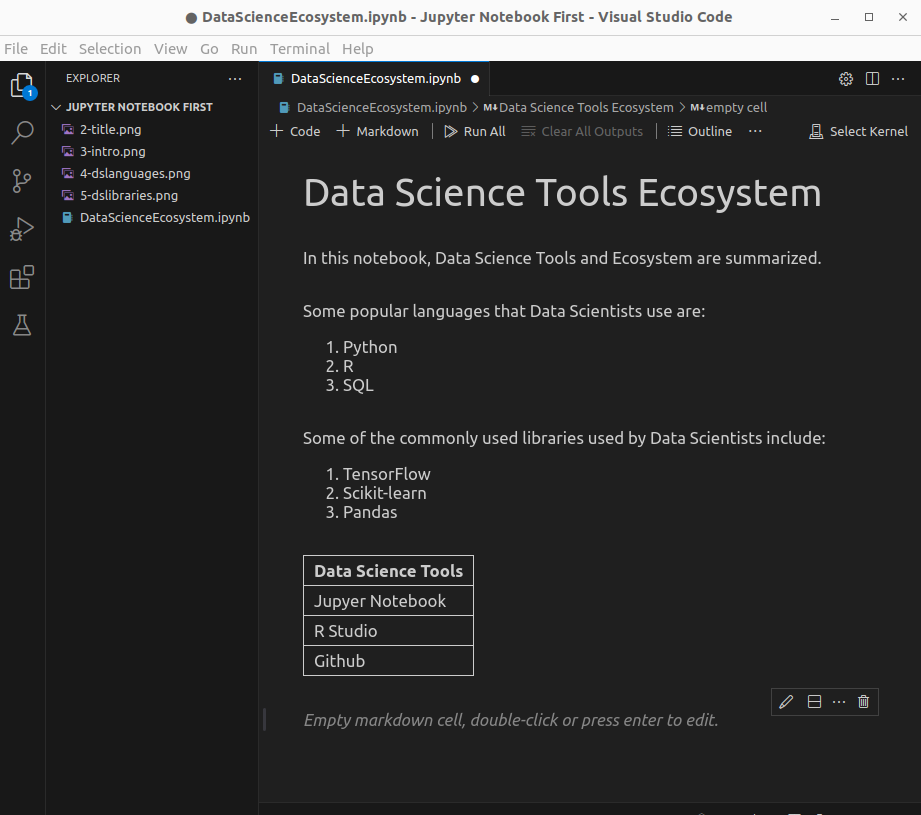 ● DataScienceEcosystem.ipynb - Jupyter Notebook First - Visual Studio Code
File Edit Selection View Go Run Terminal Help
EXPLORER
JUPYTER NOTEBOOK FIRST
2-title.png
3-intro.png
4-dslanguages.png
5-dslibraries.png
DataScienceEcosystem.ipynb
1
DataScienceEcosystem.ipynb ●
DataScienceEcosystem.ipynb > M↓Data Science Tools Ecosystem > M↓empty cell
+ Code + Markdown | Run All Clear All Outputs | Outline ... Select Kernel
Data Science Tools Ecosystem
In this notebook, Data Science Tools and Ecosystem are summarized.
Some popular languages that Data Scientists use are:
1. Python
2. R
3. SQL
Some of the commonly used libraries used by Data Scientists include:
1. TensorFlow
2. Scikit-learn
3. Pandas
Data Science Tools
Jupyer Notebook
R Studio
Github
Empty markdown cell, double-click or press enter to edit.